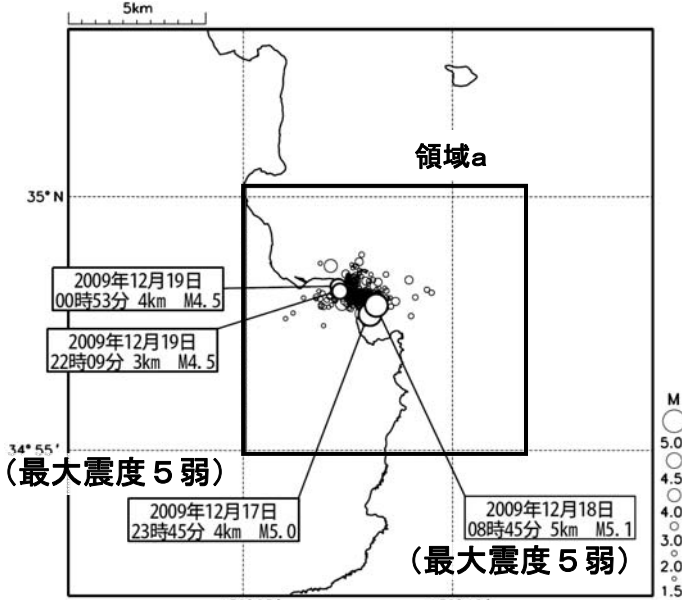 5km
領域a
35°N
2009年12月19日
00時53分 4km M4.5
2009年12月19日
22時09分 3km M4.5
34°55′
(最大震度５弱)
2009年12月17日
23時45分 4km M5.0
2009年12月18日
08時45分 5km M5.1
(最大震度５弱)
M
5.0
4.5
4.0
3.0
2.0
1.5